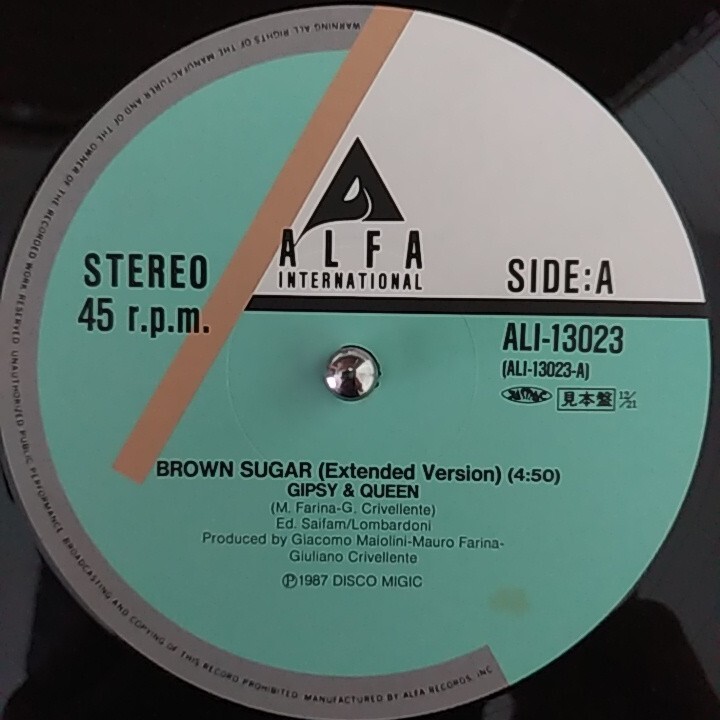 WARNING. ALL RIGHTS OF THE MANUFACTURER AND OF THE OWNER OF THE RECORDED WORK RESERVED. UNAUTHORIZED PUBLIC PERFORMANCE, BROADCASTING AND COPYING OF THIS RECORD PROHIBITED. MANUFACTURED BY ALFA RECORDS, INC.
ALFA
INTERNATIONAL
STEREO
45 r.p.m.
SIDE:A
ALI-13023
(ALI-13023-A)
見本盤 12/21
BROWN SUGAR (Extended Version) (4:50)
GIPSY & QUEEN
(M. Farina-G. Crivellente)
Ed. Saifam/Lombardoni
Produced by Giacomo Maiolini-Mauro Farina-
Giuliano Crivellente
Ⓟ1987 DISCO MIGIC